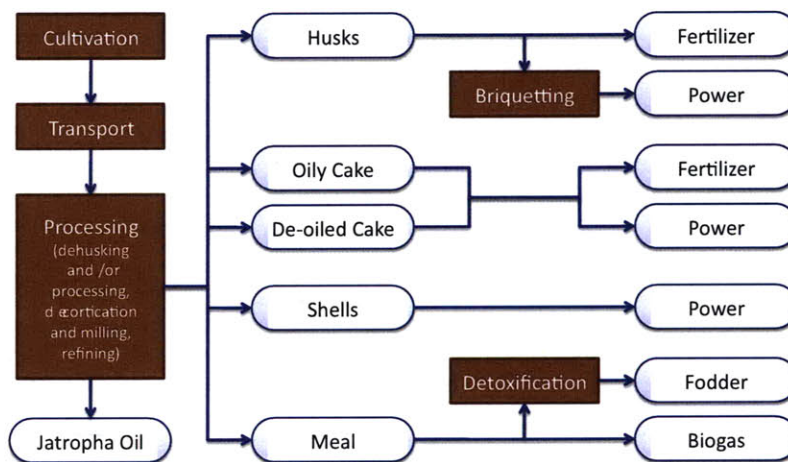 Cultivation
Transport
Processing
(dehusking
and /or
processing,
d ecortication
and milling,
refining)
Jatropha Oil
Husks
Fertilizer
Briquetting
Power
Oily Cake
De-oiled Cake
Fertilizer
Power
Shells
Power
Detoxification
Fodder
Meal
Biogas